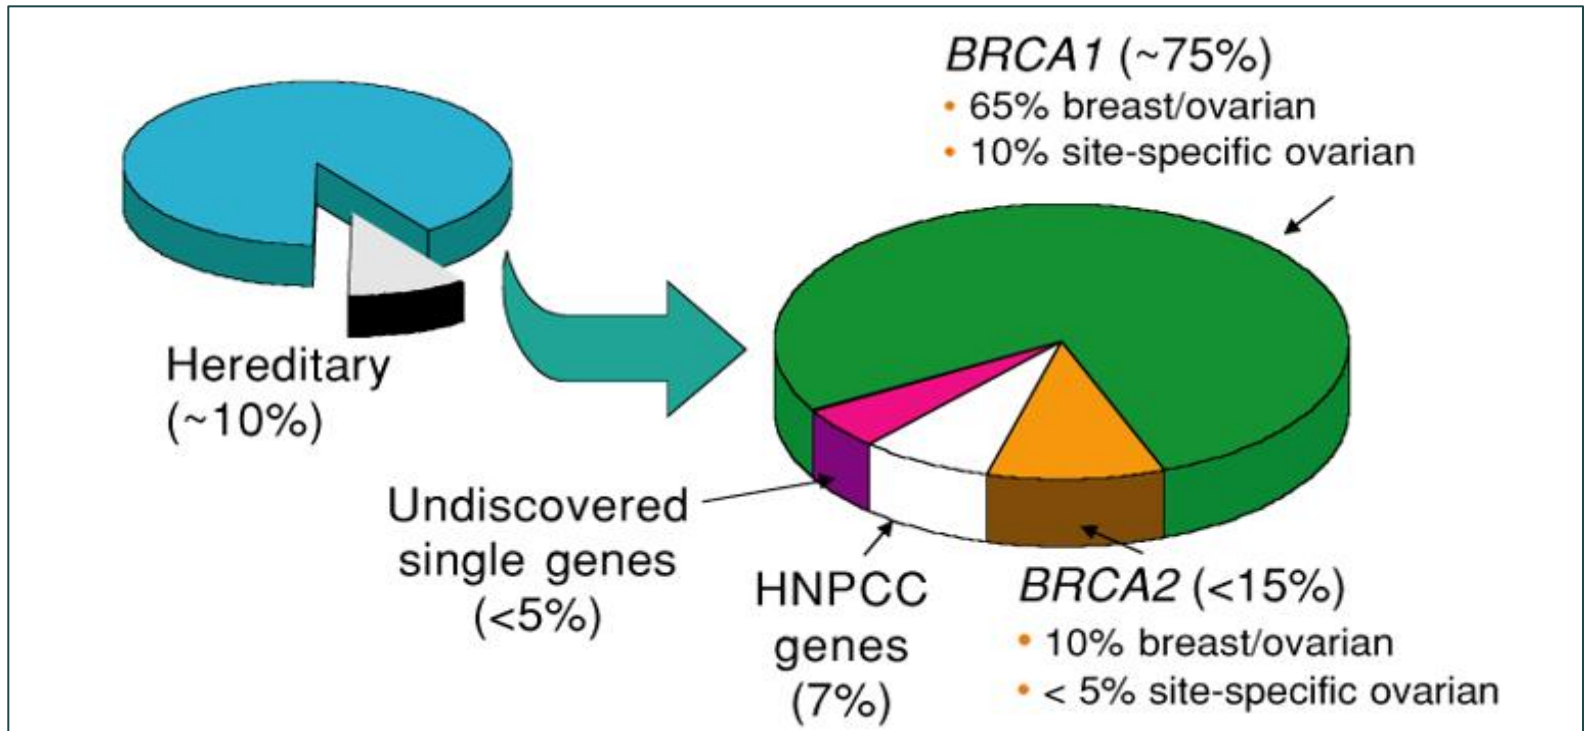 BRCA1 (~75%)
• 65% breast/ovarian
• 10% site-specific ovarian
Hereditary
(~10%)
Undiscovered
single genes
(<5%)
HNPCC
genes
(7%)
BRCA2 (<15%)
• 10% breast/ovarian
• < 5% site-specific ovarian